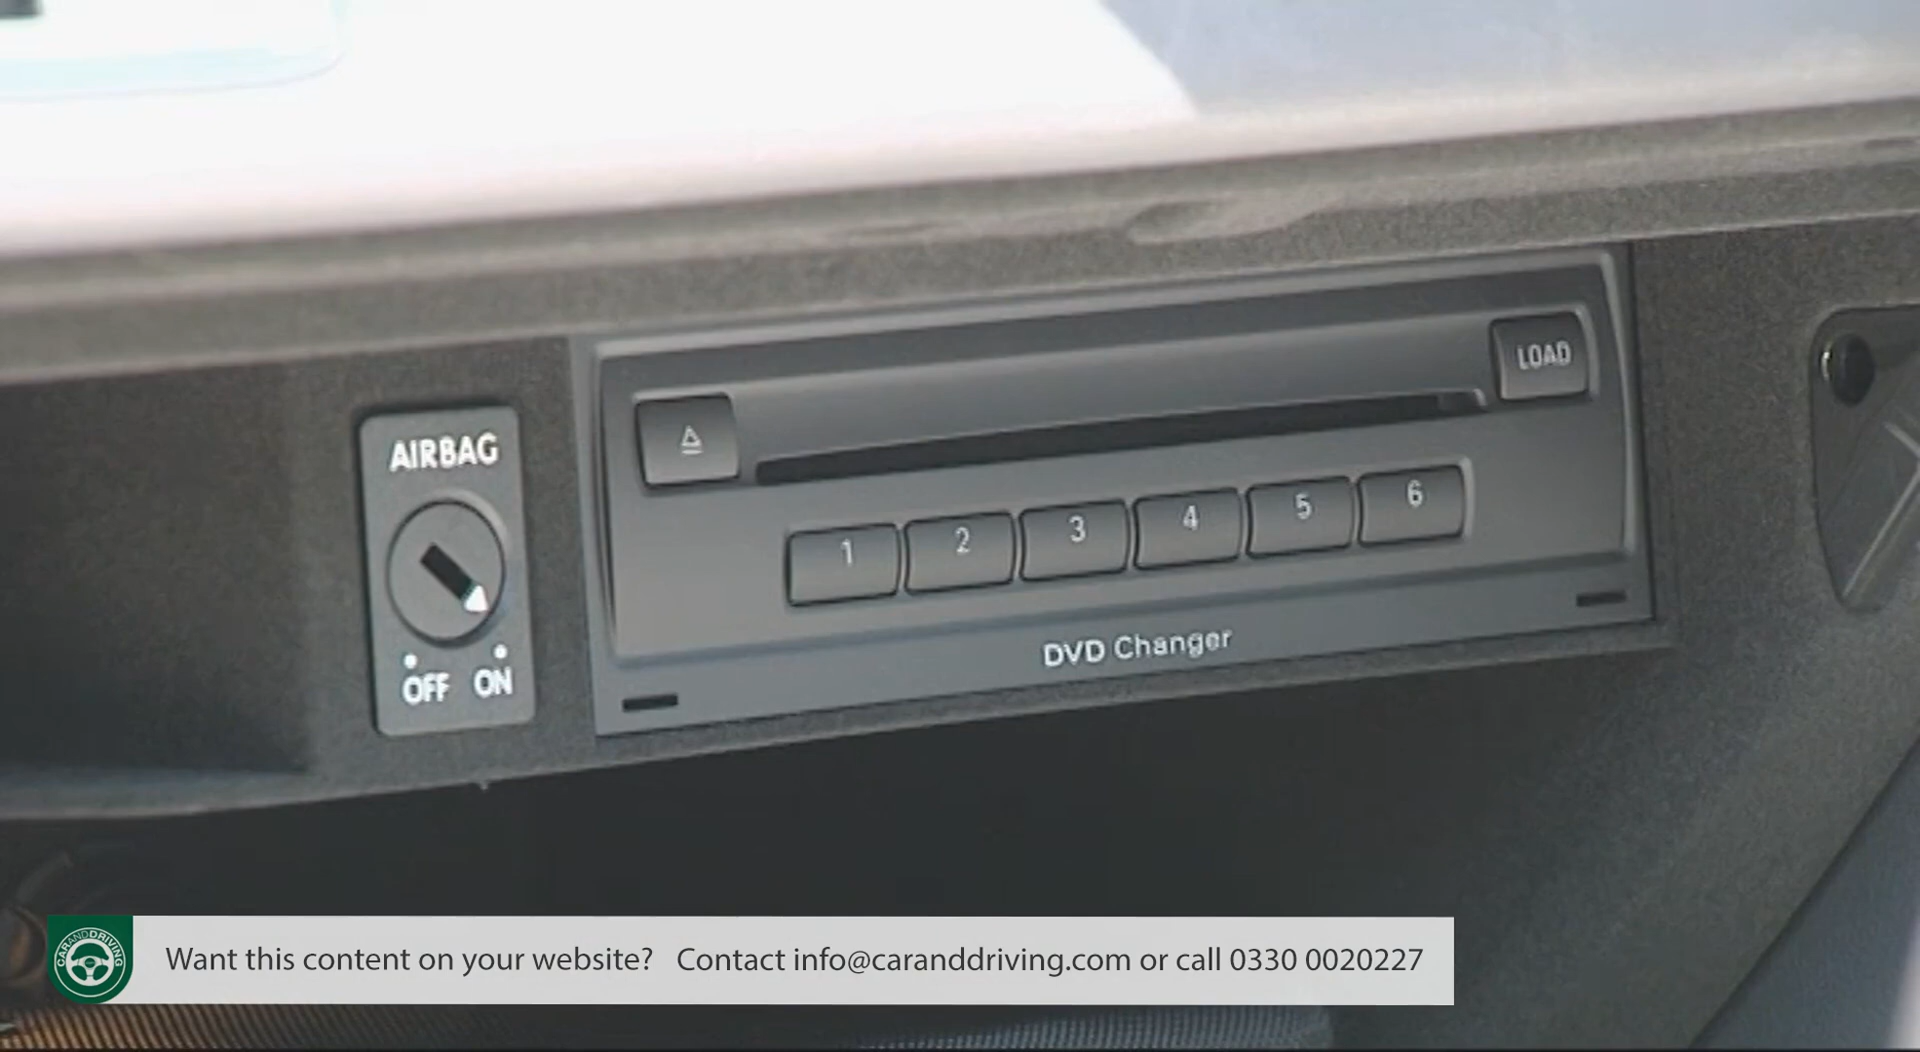 AIRBAG
OFF ON
LOAD
1 2 3 4 5 6
DVD Changer
CARANDDRIVING
Want this content on your website? Contact info@caranddriving.com or call 0330 0020227